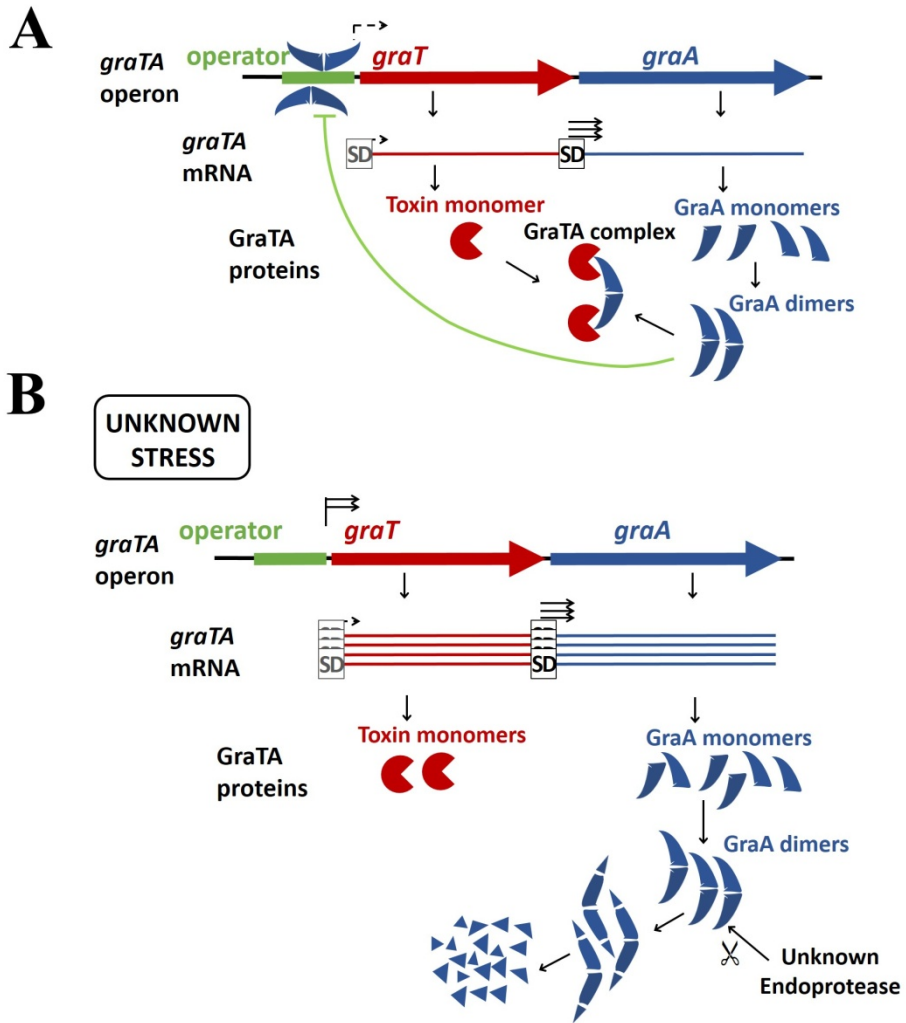 A
graTA
operon
operator
graT
graA
graTA
mRNA
SD
SD
Toxin monomer
GraA monomers
GraTA complex
GraTA
proteins
GraA dimers
B
UNKNOWN
STRESS
operator
graT
graA
graTA
operon
graTA
mRNA
SD
SD
Toxin monomers
GraA monomers
GraTA
proteins
GraA dimers
Unknown
Endoprotease